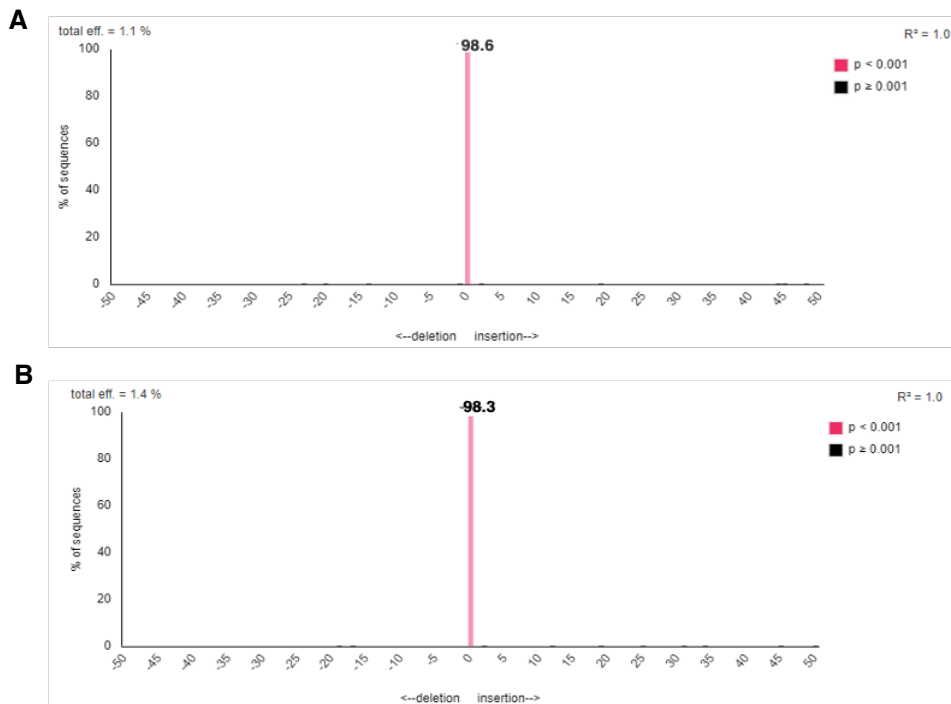 A
total eff. = 1.1 %
R² = 1.0
98.6
p < 0.001
p ≥ 0.001
100
80
60
40
20
0
% of sequences
-50 -45 -40 -35 -30 -25 -20 -15 -10 -5 0 5 10 15 20 25 30 35 40 45 50
<--deletion insertion-->
B
total eff. = 1.4 %
R² = 1.0
98.3
p < 0.001
p ≥ 0.001
100
80
60
40
20
0
% of sequences
-50 -45 -40 -35 -30 -25 -20 -15 -10 -5 0 5 10 15 20 25 30 35 40 45 50
<--deletion insertion-->